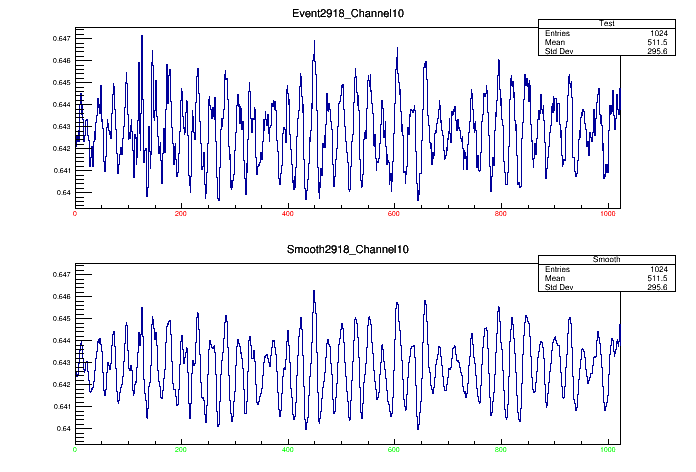 Event2918_Channel10
Test
Entries 1024
Mean 511.5
Std Dev 295.6
0.647
0.646
0.645
0.644
0.643
0.642
0.641
0.64
0 200 400 600 800 1000
Smooth2918_Channel10
Smooth
Entries 1024
Mean 511.5
Std Dev 295.6
0.647
0.646
0.645
0.644
0.643
0.642
0.641
0.64
0 200 400 600 800 1000